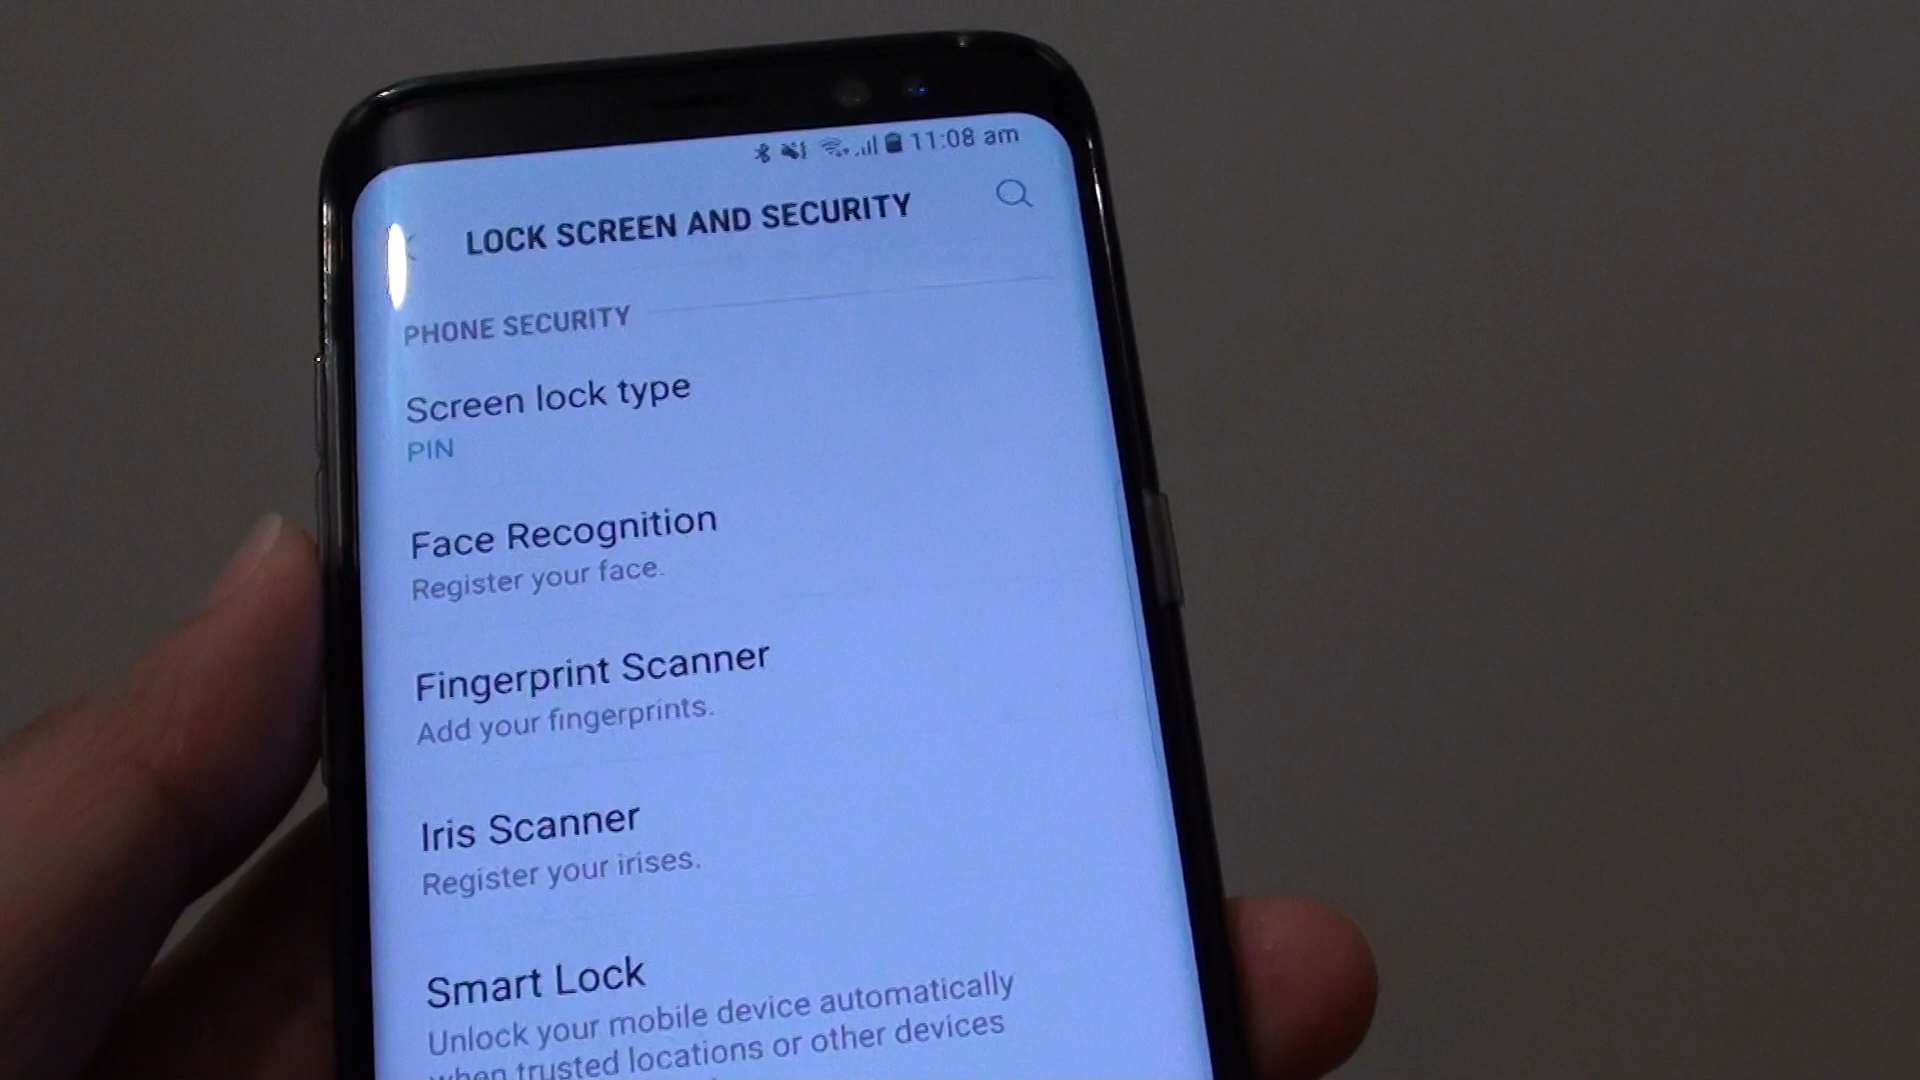 11:08 am
LOCK SCREEN AND SECURITY
PHONE SECURITY
Screen lock type
PIN
Face Recognition
Register your face.
Fingerprint Scanner
Add your fingerprints.
Iris Scanner
Register your irises.
Smart Lock
Unlock your mobile device automatically
when trusted locations or other devices